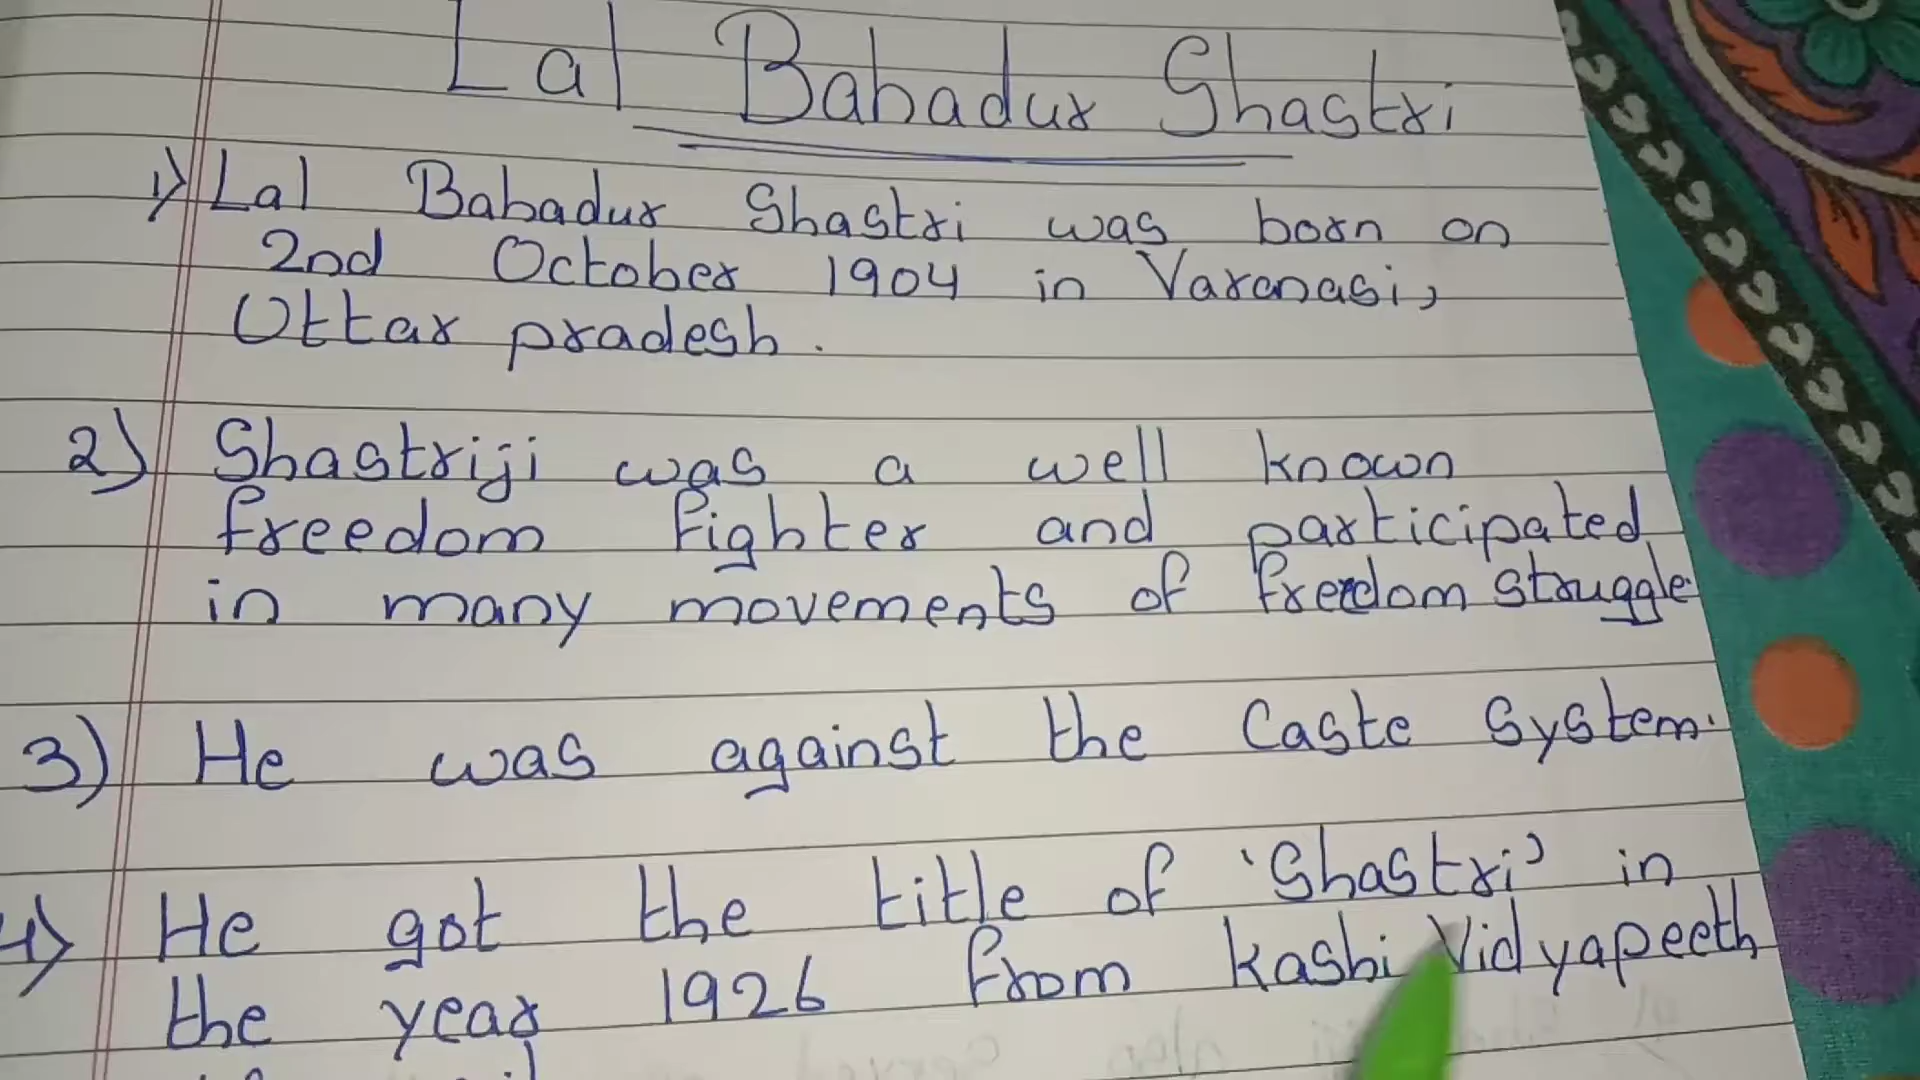 Lal Bahadur Shastri
1) Lal Bahadur Shastri was born on
2nd October 1904 in Varanasi,
Uttar pradesh.
2) Shastriji was a well known
freedom fighter and participated
in many movements of freedom struggle
3) He was against the Caste System.
4) He got the title of 'Shastri' in
the year 1926 from Kashi Vidyapeeth